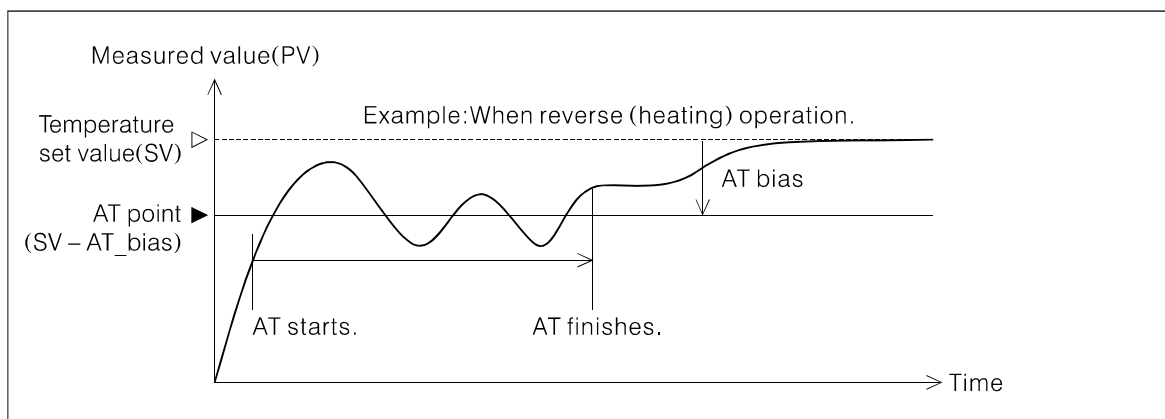 Measured value(PV)
Example:When reverse (heating) operation.
Temperature
set value(SV)
AT bias
AT point
(SV – AT_bias)
AT starts.
AT finishes.
Time